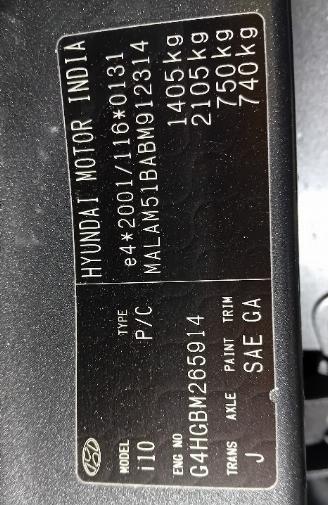 HYUNDAI MOTOR INDIA
e4*2001/116*0131
MALAM51BABM912314
1405kg
2105kg
750kg
740kg
MODEL TYPE
i10 P/C
ENG NO
G4HGBM265914
TRANS AXLE PAINT TRIM
J SAE GA